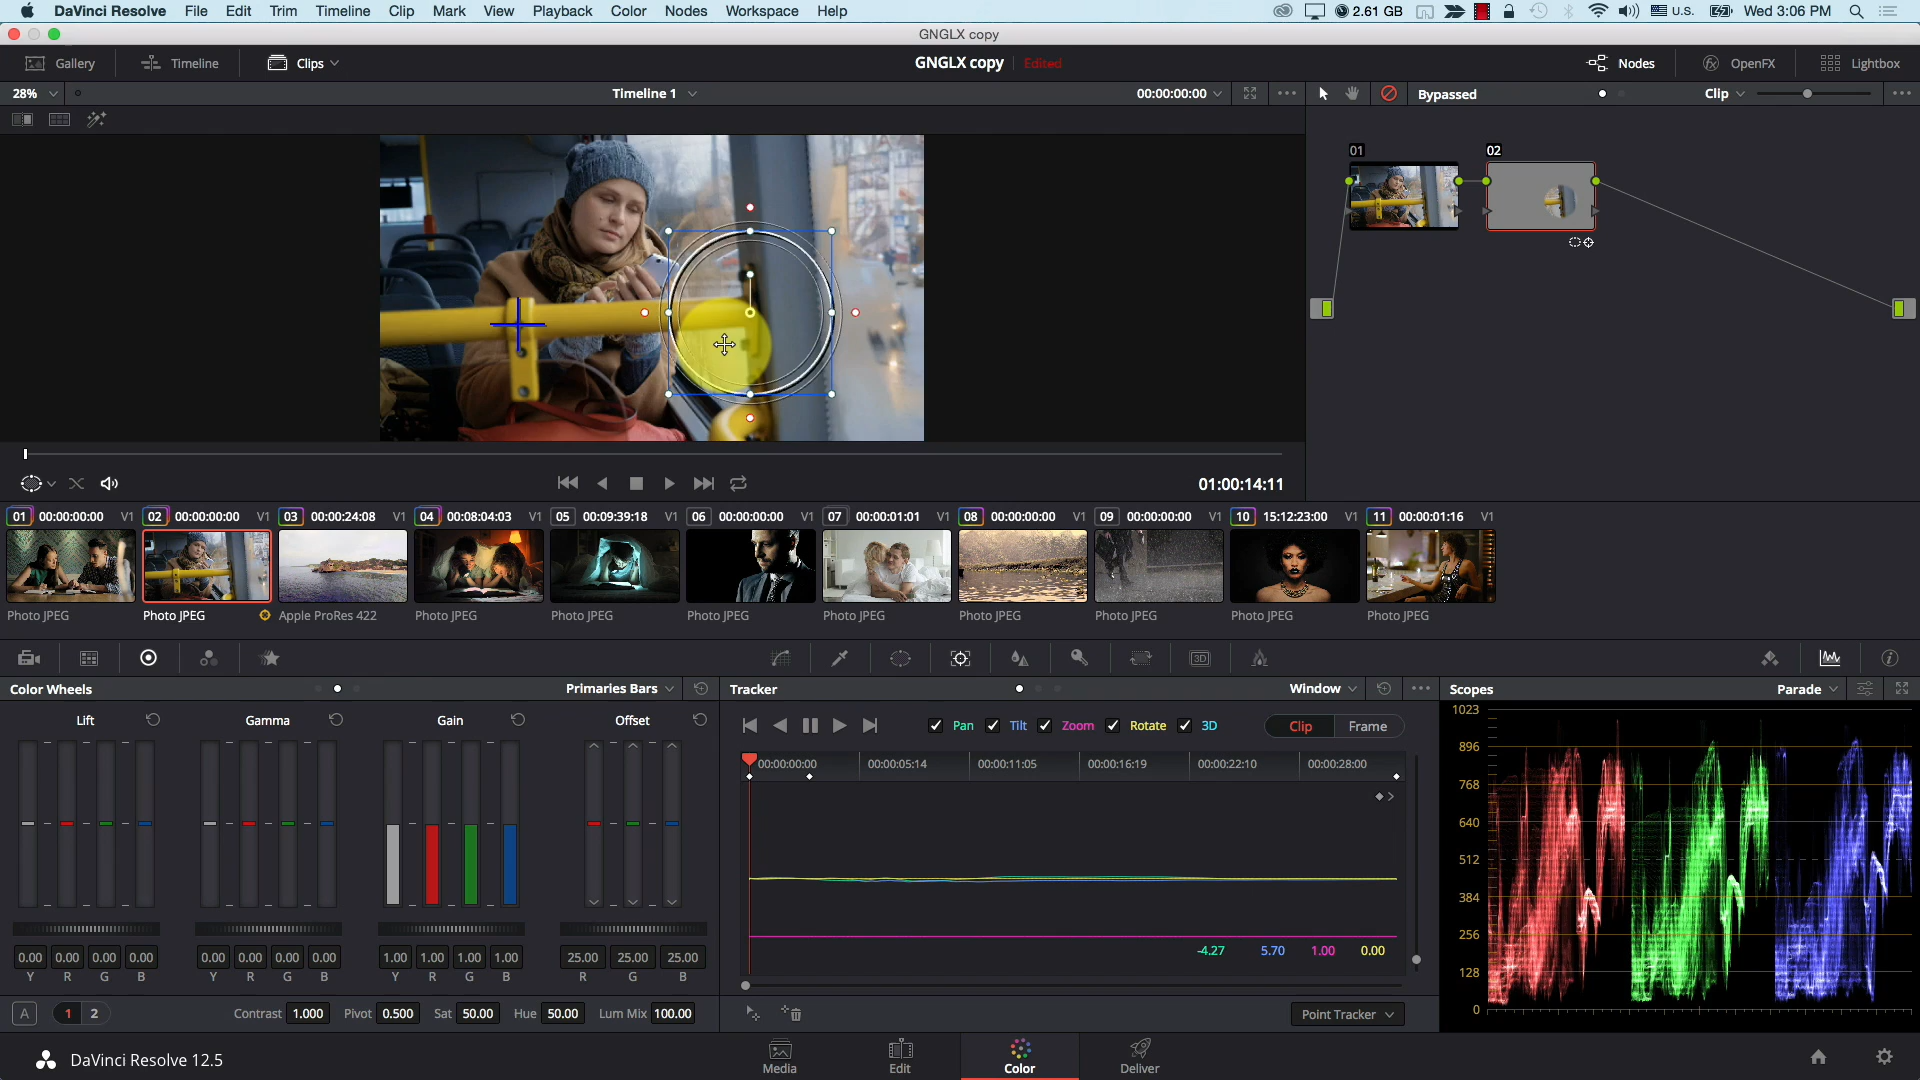 DaVinci Resolve File Edit Trim Timeline Clip Mark View Playback Color Nodes Workspace Help 2.61 GB U.S. Wed 3:06 PM
GNGLX copy
Gallery Timeline Clips GNGLX copy Edited Nodes OpenFX Lightbox
28% Timeline 1 00:00:00:00 Bypassed Clip
01 02
01:00:14:11
01 00:00:00:00 V1 02 00:00:00:00 V1 03 00:00:24:08 V1 04 00:08:04:03 V1 05 00:09:39:18 V1 06 00:00:00:00 V1 07 00:00:01:01 V1 08 00:00:00:00 V1 09 00:00:00:00 V1 10 15:12:23:00 V1 11 00:00:01:16 V1
Photo JPEG Photo JPEG Apple ProRes 422 Photo JPEG Photo JPEG Photo JPEG Photo JPEG Photo JPEG Photo JPEG Photo JPEG Photo JPEG
3D
Color Wheels Primaries Bars Tracker Window Scopes Parade
Lift Gamma Gain Offset
Pan Tilt Zoom Rotate 3D Clip Frame
00:00:00:00 00:00:05:14 00:00:11:05 00:00:16:19 00:00:22:10 00:00:28:00
1023
896
768
640
512
384
256
128
0
-4.27 5.70 1.00 0.00
0.00 0.00 0.00 0.00 0.00 0.00 0.00 0.00 1.00 1.00 1.00 1.00 25.00 25.00 25.00
Y R G B Y R G B Y R G B R G B
A 1 2 Contrast 1.000 Pivot 0.500 Sat 50.00 Hue 50.00 Lum Mix 100.00 Point Tracker
DaVinci Resolve 12.5 Media Edit Color Deliver